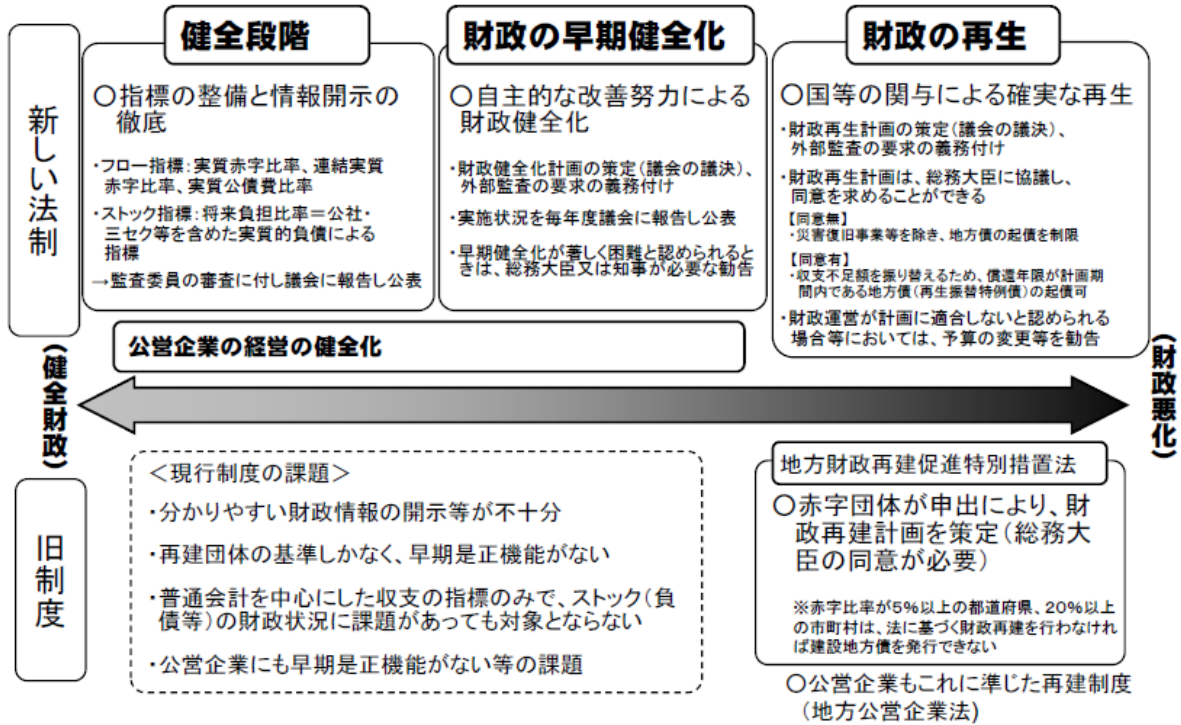 健全段階
財政の早期健全化
財政の再生
新しい法制
○指標の整備と情報開示の
徹底
・フロー指標:実質赤字比率、連結実質
赤字比率、実質公債費比率
・ストック指標:将来負担比率=公社・
三セク等を含めた実質的負債による
指標
→監査委員の審査に付し議会に報告し公表
○自主的な改善努力による
財政健全化
・財政健全化計画の策定(議会の議決)、
外部監査の要求の義務付け
・実施状況を毎年度議会に報告し公表
・早期健全化が著しく困難と認められると
きは、総務大臣又は知事が必要な勧告
○国等の関与による確実な再生
・財政再生計画の策定(議会の議決)、
外部監査の要求の義務付け
・財政再生計画は、総務大臣に協議し、
同意を求めることができる
【同意無】
・災害復旧事業等を除き、地方債の起債を制限
【同意有】
・収支不足額を振り替えるため、償還年限が計画期
間内である地方債(再生振替特例債)の起債可
・財政運営が計画に適合しないと認められる
場合等においては、予算の変更等を勧告
公営企業の経営の健全化
(健全財政)
(財政悪化)
旧制度
<現行制度の課題>
・分かりやすい財政情報の開示等が不十分
・再建団体の基準しかなく、早期是正機能がない
・普通会計を中心にした収支の指標のみで、ストック(負
債等)の財政状況に課題があっても対象とならない
・公営企業にも早期是正機能がない等の課題
地方財政再建促進特別措置法
○赤字団体が申出により、財
政再建計画を策定(総務大
臣の同意が必要)
※赤字比率が5%以上の都道府県、20%以上
の市町村は、法に基づく財政再建を行わなけれ
ば建設地方債を発行できない
○公営企業もこれに準じた再建制度
(地方公営企業法)